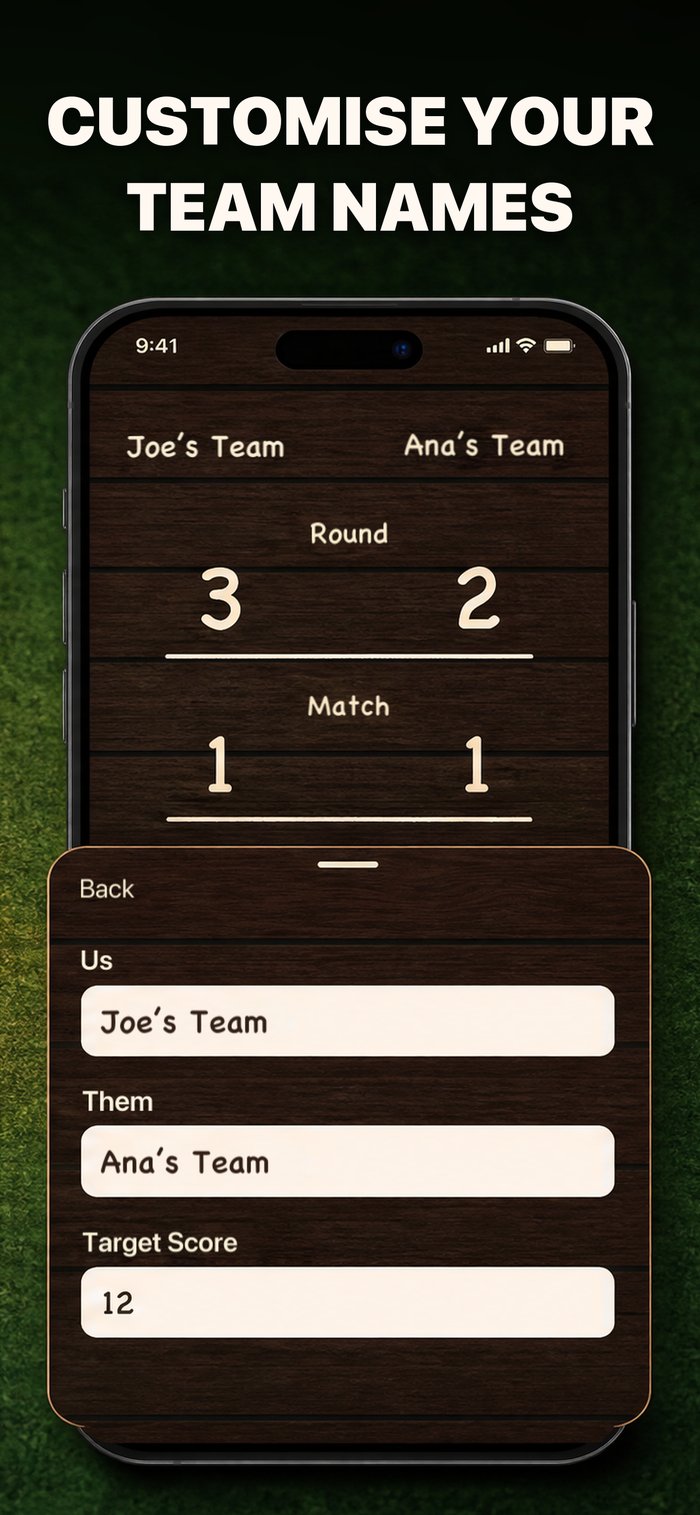 CUSTOMISE YOUR
TEAM NAMES
9:41
Joe's Team Ana's Team
Round
3 2
Match
1 1
Back
Us
Joe's Team
Them
Ana's Team
Target Score
12